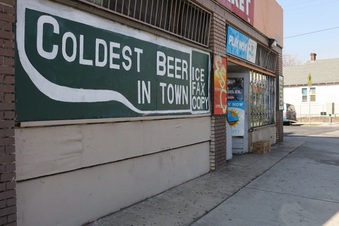 COLDEST BEER
IN TOWN
ICE
FAX
COPY